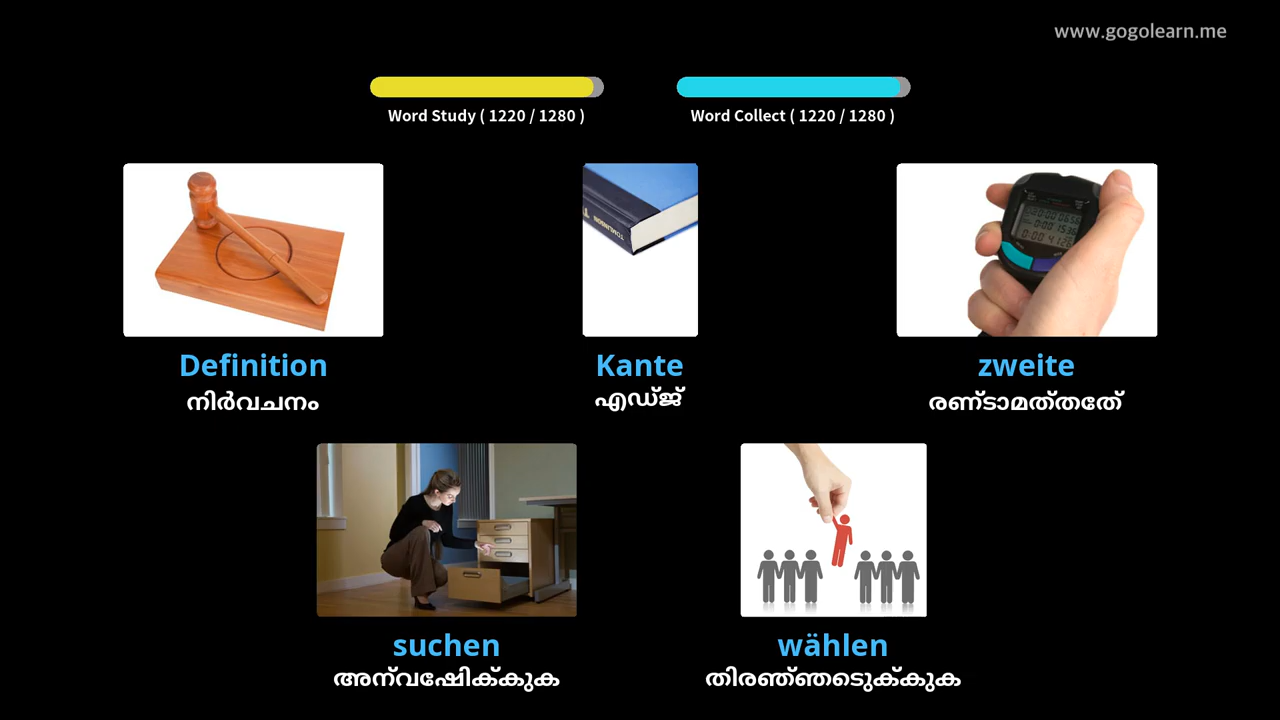 www.gogolearn.me
Word Study ( 1220 / 1280 )
Word Collect ( 1220 / 1280 )
Definition
നിർവചനം
Kante
എഡ്ജ്
zweite
രണ്ടാമത്തേത്
suchen
അന്വേഷിക്കുക
wählen
തിരഞ്ഞെടുക്കുക